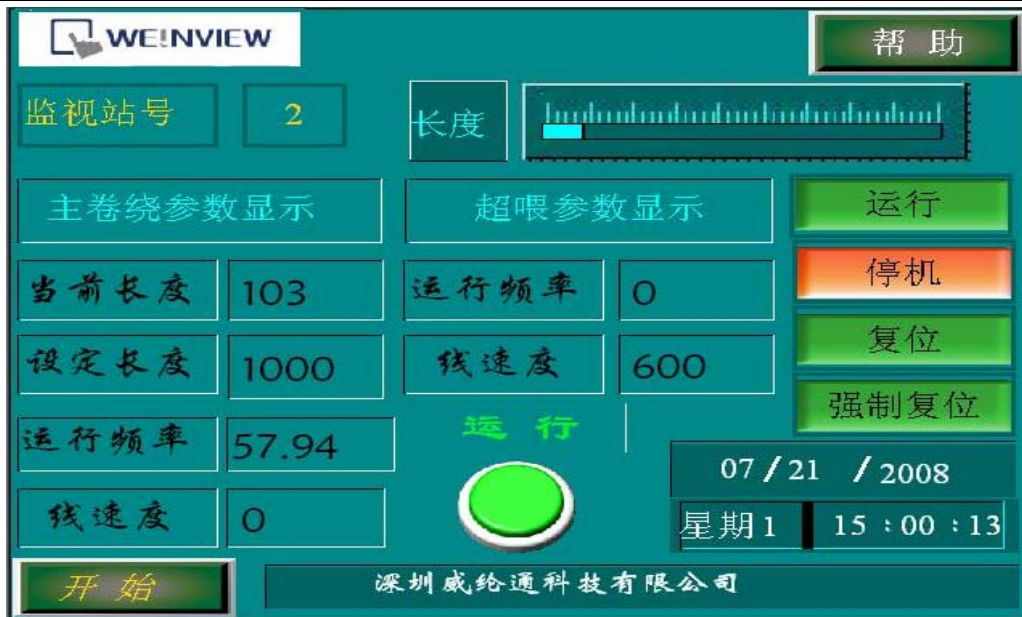 WE!NVIEW
帮 助
监视站号
2
长度
主卷绕参数显示
超喂参数显示
运行
当前长度
103
运行频率
0
停机
设定长度
1000
线速度
600
复位
强制复位
运行频率
57.94
运 行
07/21 /2008
线速度
0
星期1
15:00:13
开 始
深圳威纶通科技有限公司